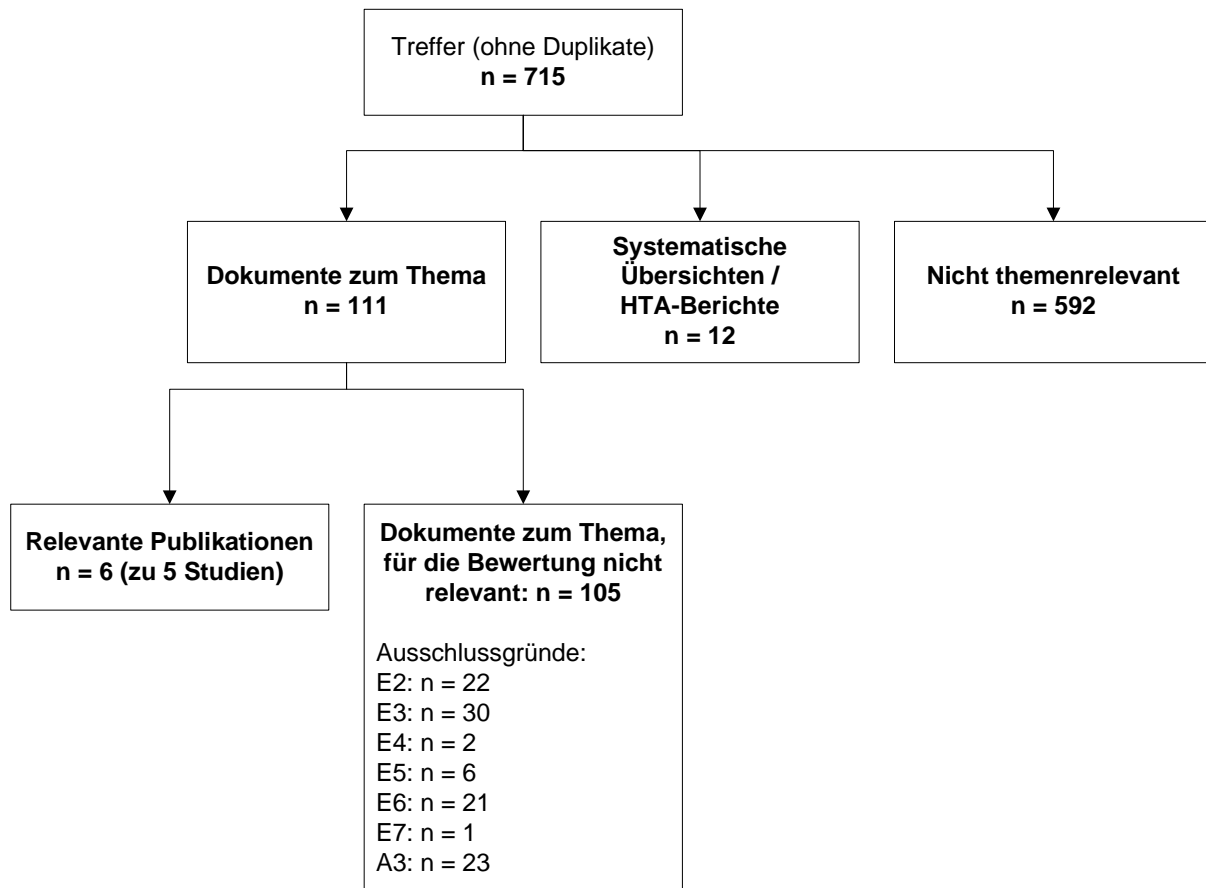 Treffer (ohne Duplikate)
n = 715
Dokumente zum Thema
n = 111
Systematische
Übersichten /
HTA-Berichte
n = 12
Nicht themenrelevant
n = 592
Relevante Publikationen
n = 6 (zu 5 Studien)
Dokumente zum Thema,
für die Bewertung nicht
relevant: n = 105
Ausschlussgründe:
E2: n = 22
E3: n = 30
E4: n = 2
E5: n = 6
E6: n = 21
E7: n = 1
A3: n = 23